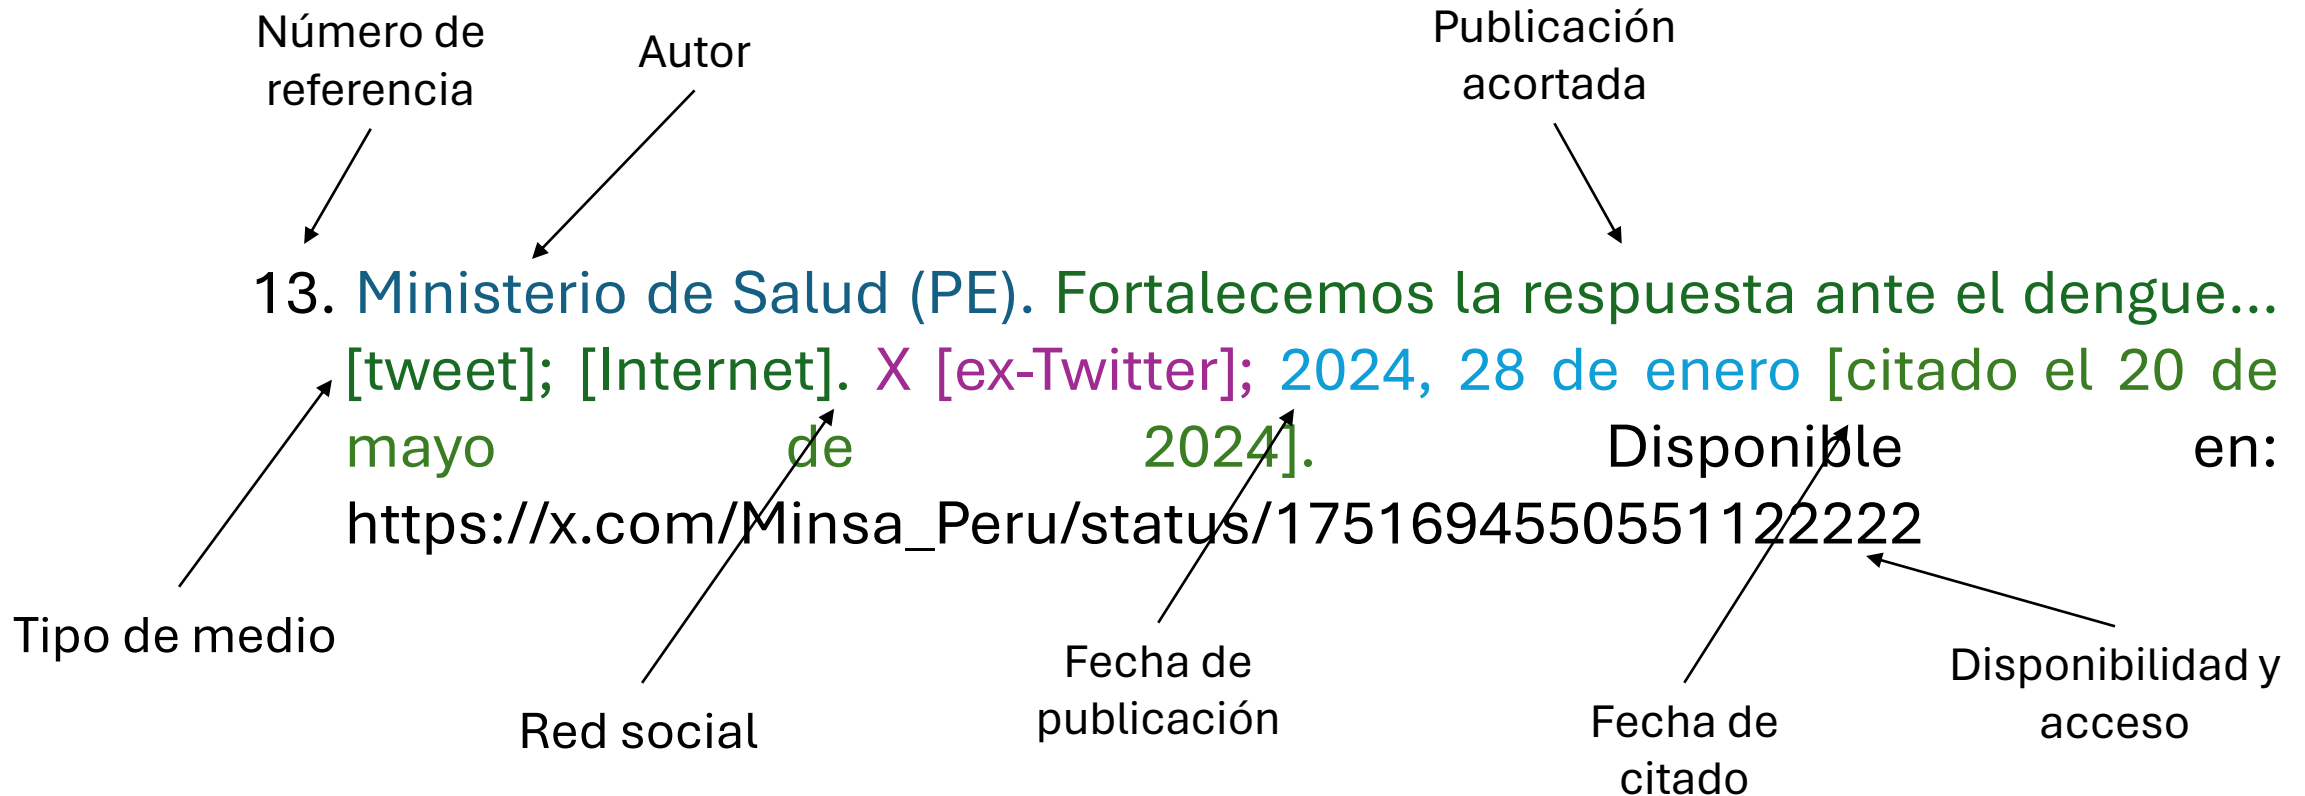 Número de
referencia
Autor
Publicación
acortada
13. Ministerio de Salud (PE). Fortalecemos la respuesta ante el dengue...
[tweet]; [Internet]. X [ex-Twitter]; 2024, 28 de enero [citado el 20 de
mayo de 2024]. Disponible en:
https://x.com/Minsa_Peru/status/1751694550551122222
Tipo de medio
Red social
Fecha de
publicación
Fecha de
citado
Disponibilidad y
acceso